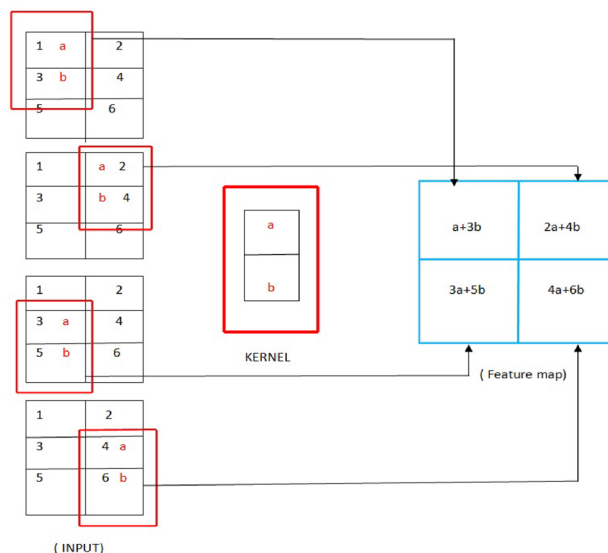 1 a 2
3 b 4
5 6
1 a 2
3 b 4
5 6
a
b
KERNEL
a+3b 2a+4b
3a+5b 4a+6b
( Feature map)
1 2
3 a 4
5 b 6
1 2
3 4 a
5 6 b
( INPUT)